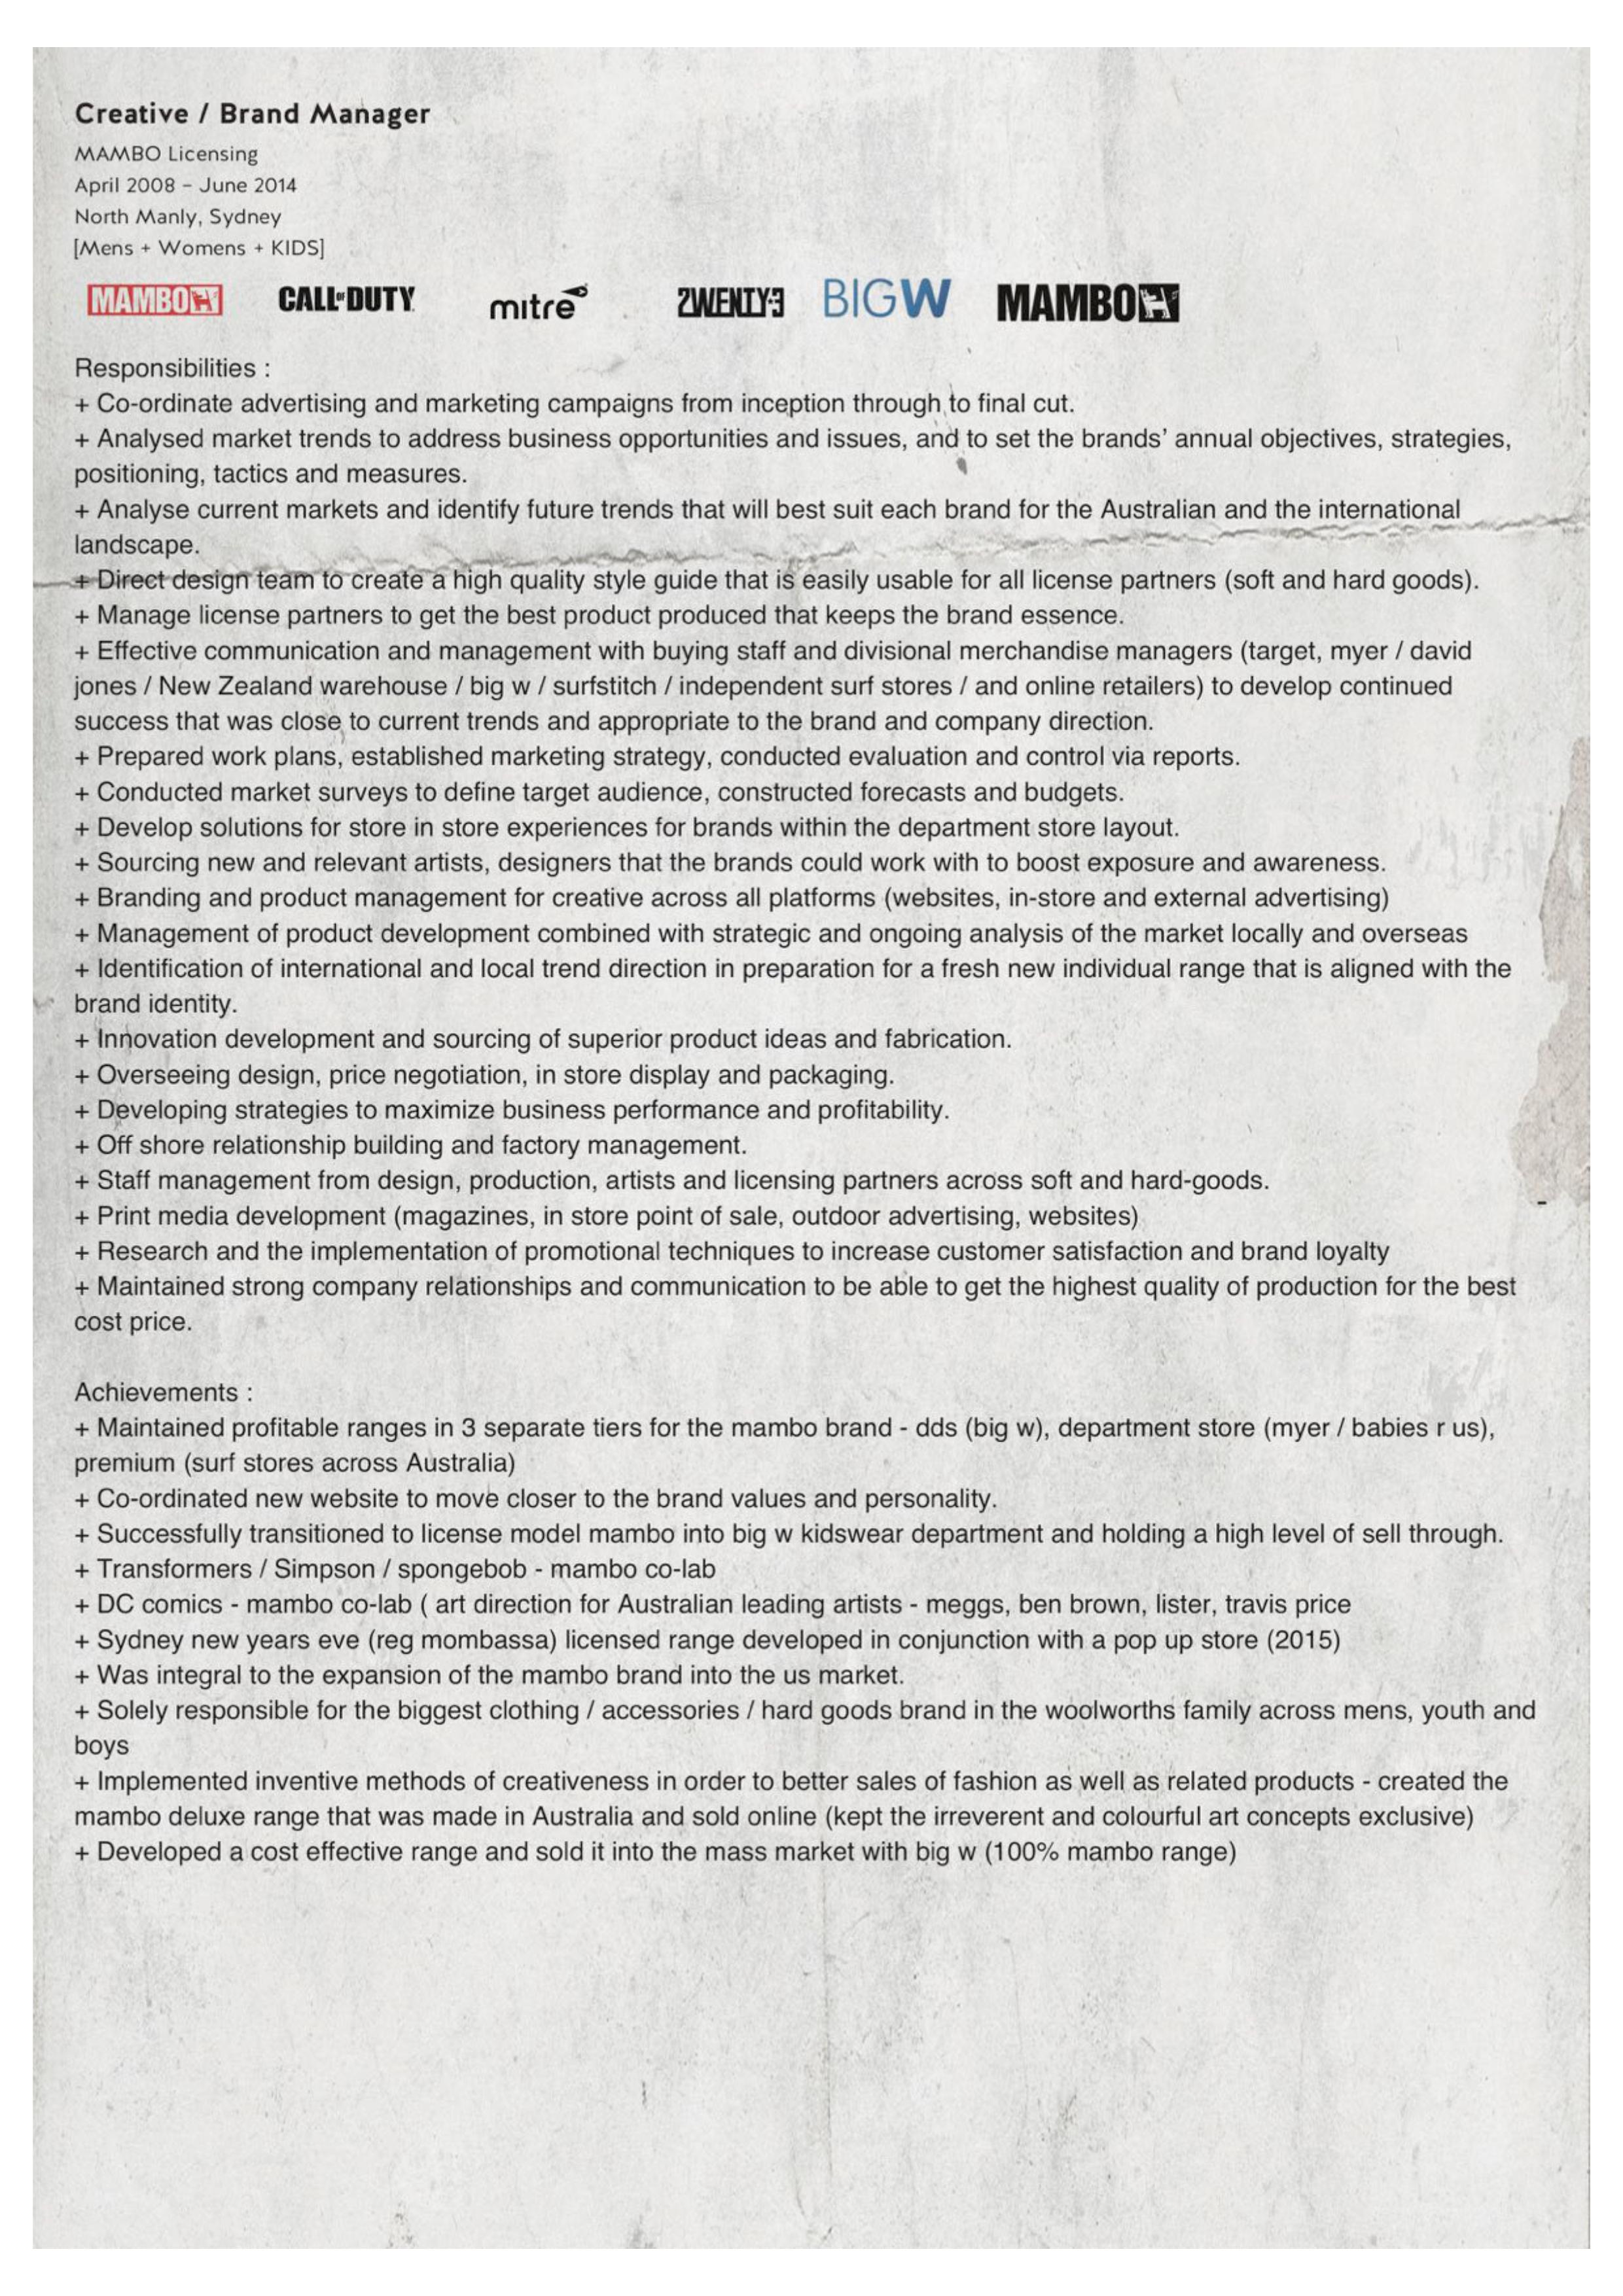 Creative / Brand Manager
MAMBO Licensing
April 2008 – June 2014
North Manly, Sydney
[Mens + Womens + KIDS]
MAMBO CALL OF DUTY mitre 2WENTY3 BIGW MAMBO
Responsibilities :
+ Co-ordinate advertising and marketing campaigns from inception through to final cut.
+ Analysed market trends to address business opportunities and issues, and to set the brands' annual objectives, strategies,
positioning, tactics and measures.
+ Analyse current markets and identify future trends that will best suit each brand for the Australian and the international
landscape.
+ Direct design team to create a high quality style guide that is easily usable for all license partners (soft and hard goods).
+ Manage license partners to get the best product produced that keeps the brand essence.
+ Effective communication and management with buying staff and divisional merchandise managers (target, myer / david
jones / New Zealand warehouse / big w / surfstitch / independent surf stores / and online retailers) to develop continued
success that was close to current trends and appropriate to the brand and company direction.
+ Prepared work plans, established marketing strategy, conducted evaluation and control via reports.
+ Conducted market surveys to define target audience, constructed forecasts and budgets.
+ Develop solutions for store in store experiences for brands within the department store layout.
+ Sourcing new and relevant artists, designers that the brands could work with to boost exposure and awareness.
+ Branding and product management for creative across all platforms (websites, in-store and external advertising)
+ Management of product development combined with strategic and ongoing analysis of the market locally and overseas
+ Identification of international and local trend direction in preparation for a fresh new individual range that is aligned with the
brand identity.
+ Innovation development and sourcing of superior product ideas and fabrication.
+ Overseeing design, price negotiation, in store display and packaging.
+ Developing strategies to maximize business performance and profitability.
+ Off shore relationship building and factory management.
+ Staff management from design, production, artists and licensing partners across soft and hard-goods.
+ Print media development (magazines, in store point of sale, outdoor advertising, websites)
+ Research and the implementation of promotional techniques to increase customer satisfaction and brand loyalty
+ Maintained strong company relationships and communication to be able to get the highest quality of production for the best
cost price.
Achievements :
+ Maintained profitable ranges in 3 separate tiers for the mambo brand - dds (big w), department store (myer / babies r us),
premium (surf stores across Australia)
+ Co-ordinated new website to move closer to the brand values and personality.
+ Successfully transitioned to license model mambo into big w kidswear department and holding a high level of sell through.
+ Transformers / Simpson / spongebob - mambo co-lab
+ DC comics - mambo co-lab ( art direction for Australian leading artists - meggs, ben brown, lister, travis price
+ Sydney new years eve (reg mombassa) licensed range developed in conjunction with a pop up store (2015)
+ Was integral to the expansion of the mambo brand into the us market.
+ Solely responsible for the biggest clothing / accessories / hard goods brand in the woolworths family across mens, youth and
boys
+ Implemented inventive methods of creativeness in order to better sales of fashion as well as related products - created the
mambo deluxe range that was made in Australia and sold online (kept the irreverent and colourful art concepts exclusive)
+ Developed a cost effective range and sold it into the mass market with big w (100% mambo range)